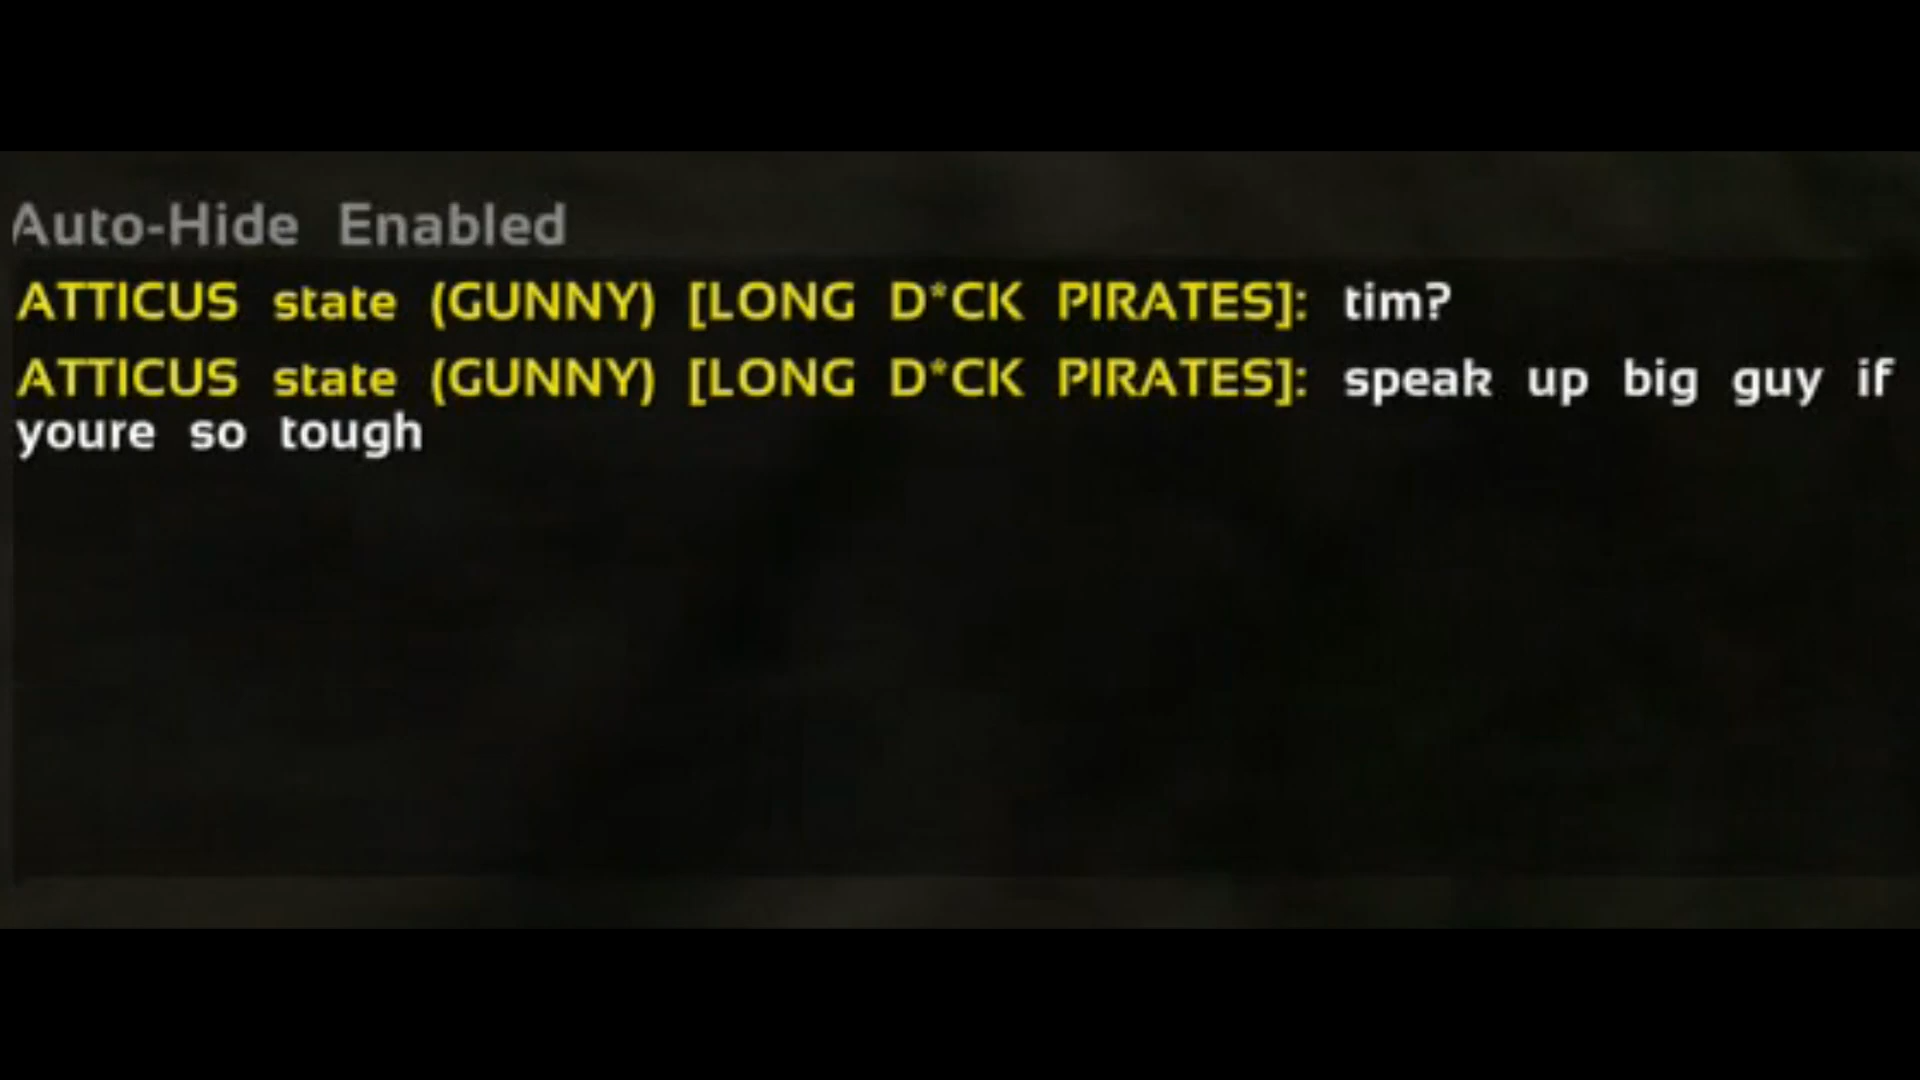 Auto-Hide Enabled
ATTICUS state (GUNNY) [LONG D*CK PIRATES]: tim?
ATTICUS state (GUNNY) [LONG D*CK PIRATES]: speak up big guy if
youre so tough